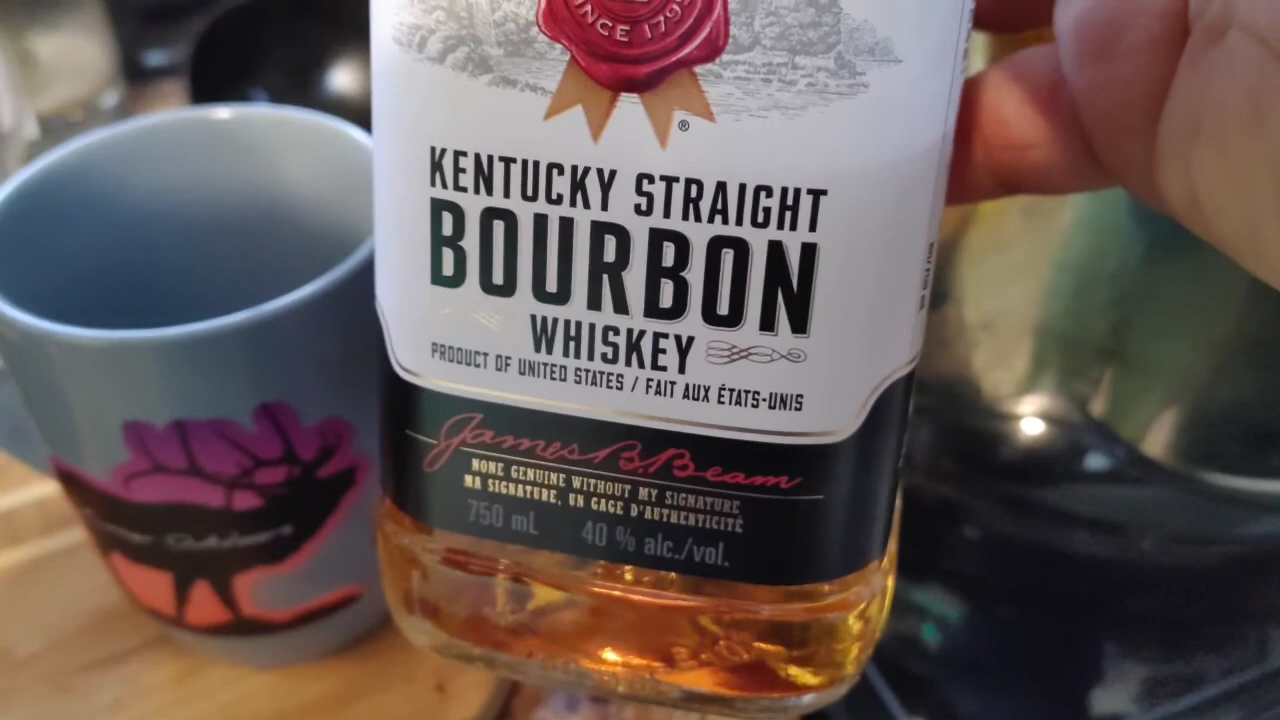 SINCE 1795
®
KENTUCKY STRAIGHT
BOURBON
WHISKEY
PRODUCT OF UNITED STATES / FAIT AUX ÉTATS-UNIS
James B. Beam
NONE GENUINE WITHOUT MY SIGNATURE
MA SIGNATURE, UN GAGE D'AUTHENTICITÉ
750 mL 40 % alc./vol.